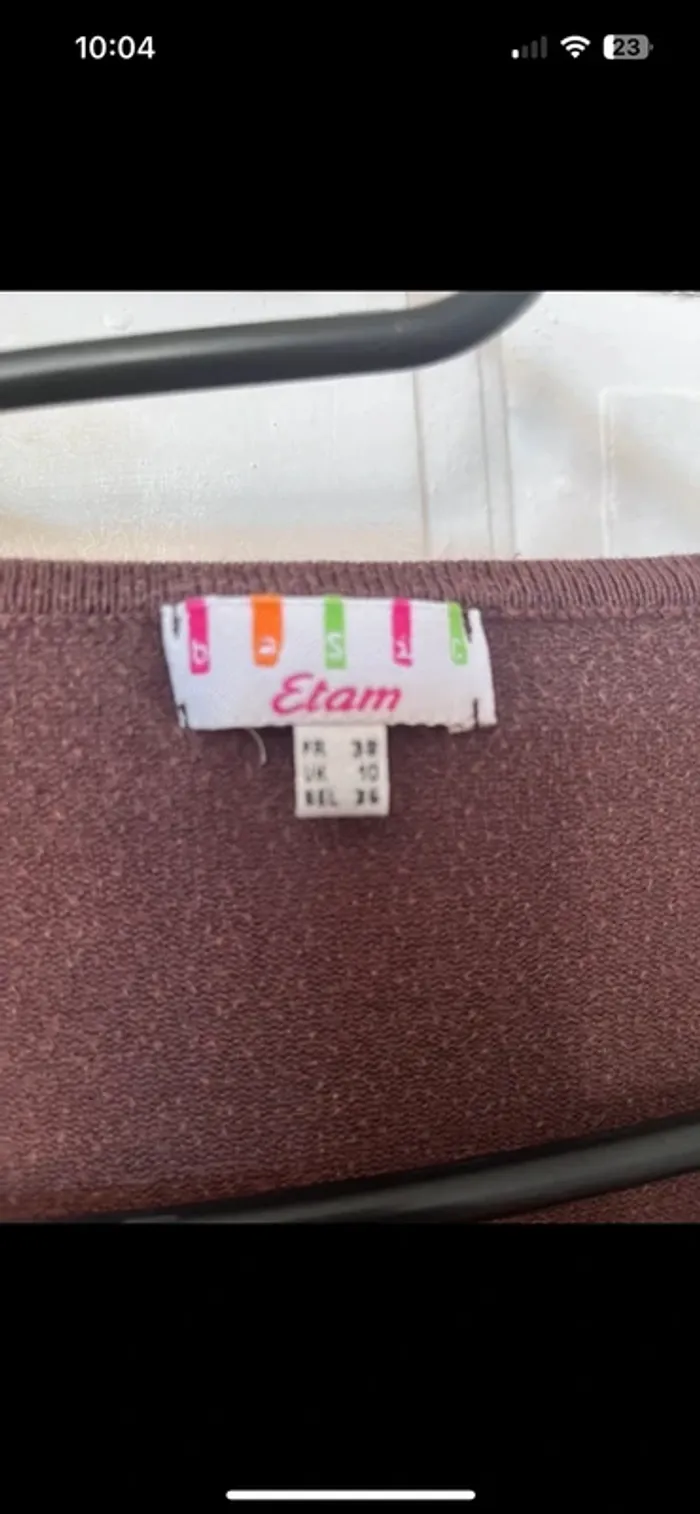 10:04
23
basic
Etam
FR 38
UK 10
BEL 36